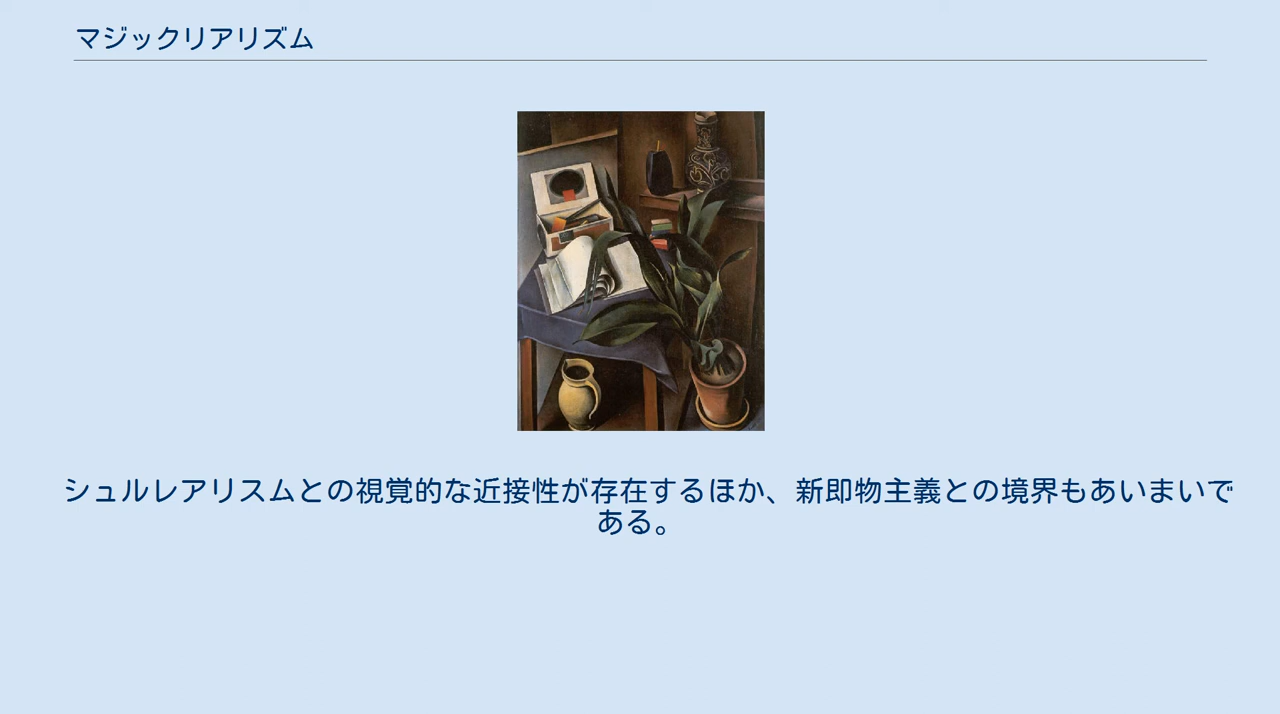 マジックリアリズム
シュルレアリスムとの視覚的な近接性が存在するほか、新即物主義との境界もあいまいで
ある。